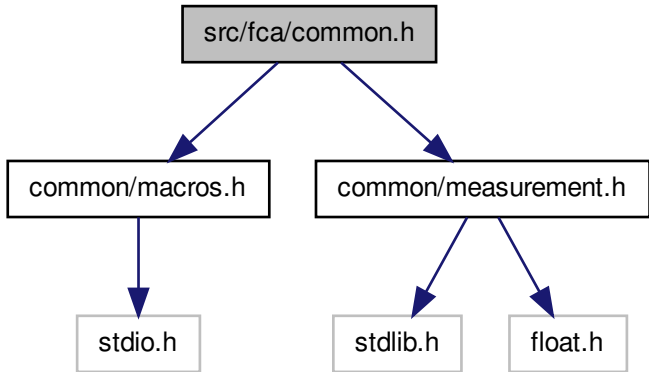 src/fca/common.h
common/macros.h
common/measurement.h
stdio.h
stdlib.h
float.h